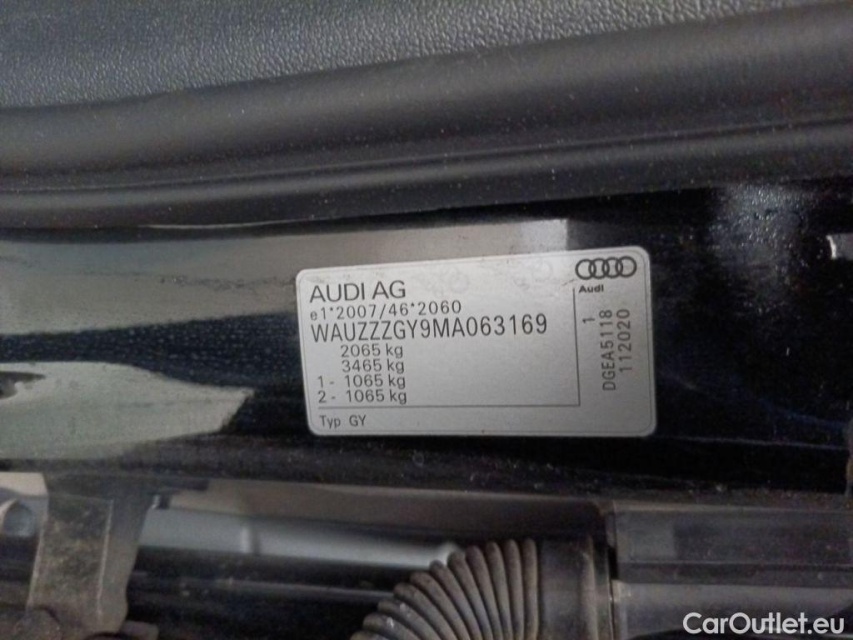 AUDI AG
e1*2007/46*2060
WAUZZZGY9MA063169
2065 kg
3465 kg
1 - 1065 kg
2 - 1065 kg
Typ GY
Audi
1
DGEA5118
112020
CarOutlet.eu